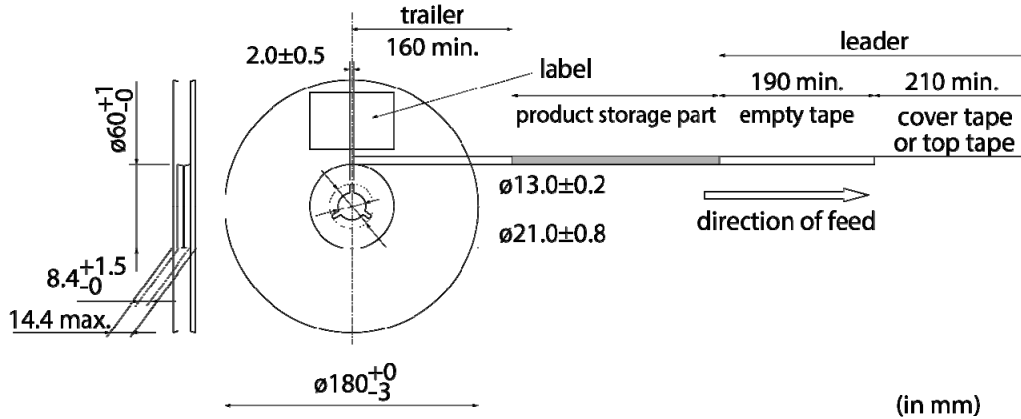 trailer
160 min.
leader
2.0±0.5
label
190 min.
210 min.
ø60+1-0
product storage part
empty tape
cover tape
or top tape
ø13.0±0.2
ø21.0±0.8
direction of feed
8.4+1.5-0
14.4 max.
ø180+0-3
(in mm)